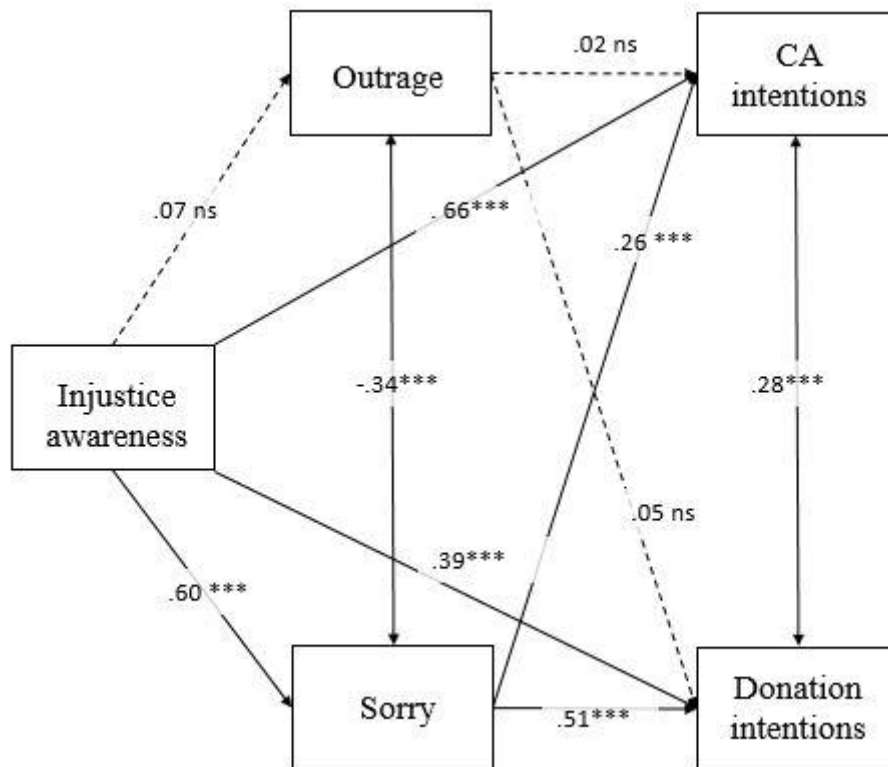 .02 ns
Outrage
CA
intentions
.07 ns
. 66***
.26 ***
Injustice
awareness
-.34***
.28***
.05 ns
.39***
.60 ***
Sorry
.51***
Donation
intentions